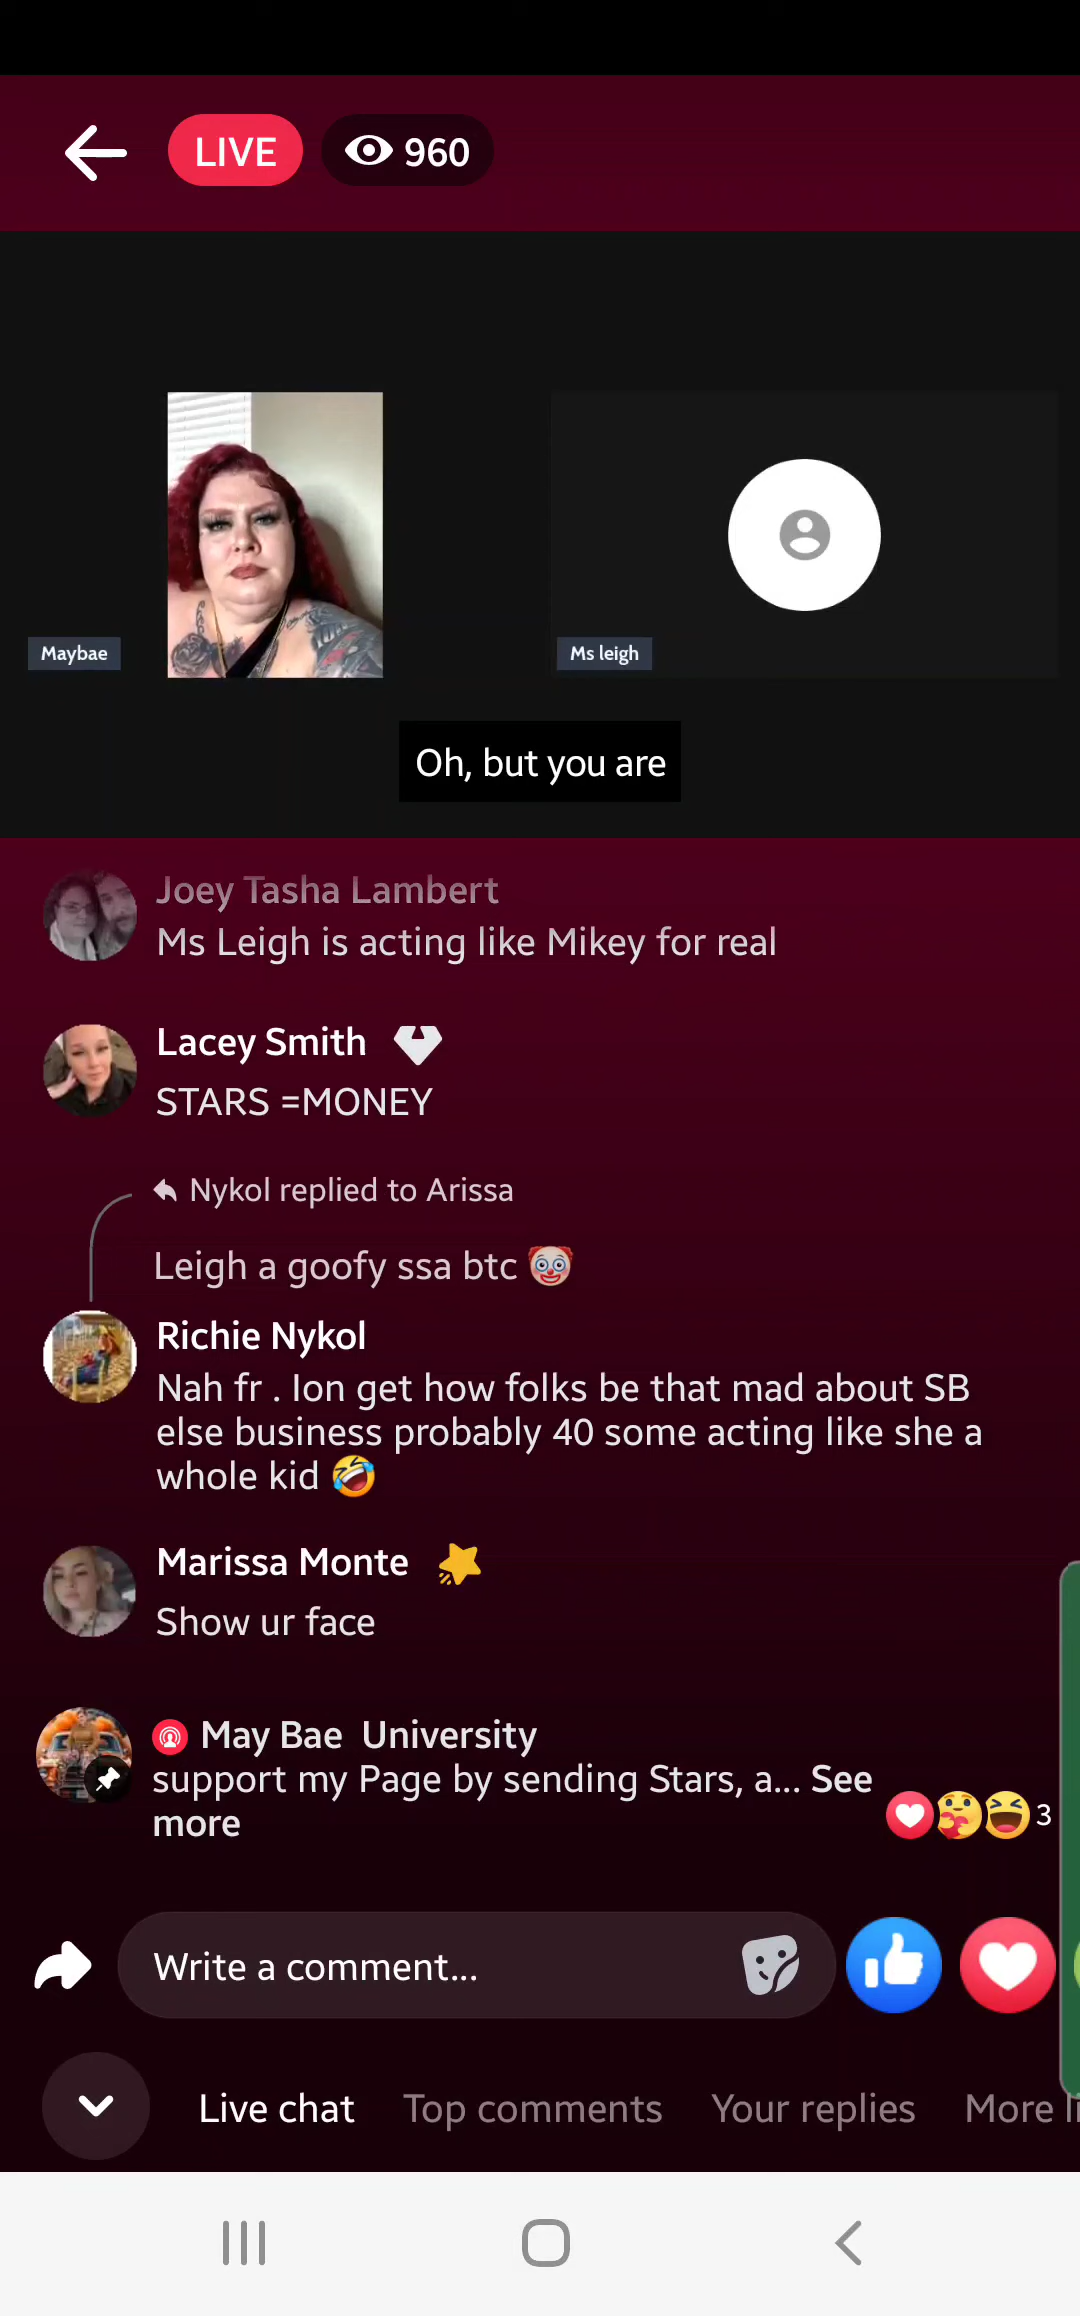 LIVE 960
Maybae
Ms leigh
Oh, but you are
Joey Tasha Lambert
Ms Leigh is acting like Mikey for real
Lacey Smith
STARS =MONEY
Nykol replied to Arissa
Leigh a goofy ssa btc 🤡
Richie Nykol
Nah fr . Ion get how folks be that mad about SB
else business probably 40 some acting like she a
whole kid 🤣
Marissa Monte
Show ur face
May Bae  University
support my Page by sending Stars, a... See
more
3
Write a comment...
Live chat Top comments Your replies More li